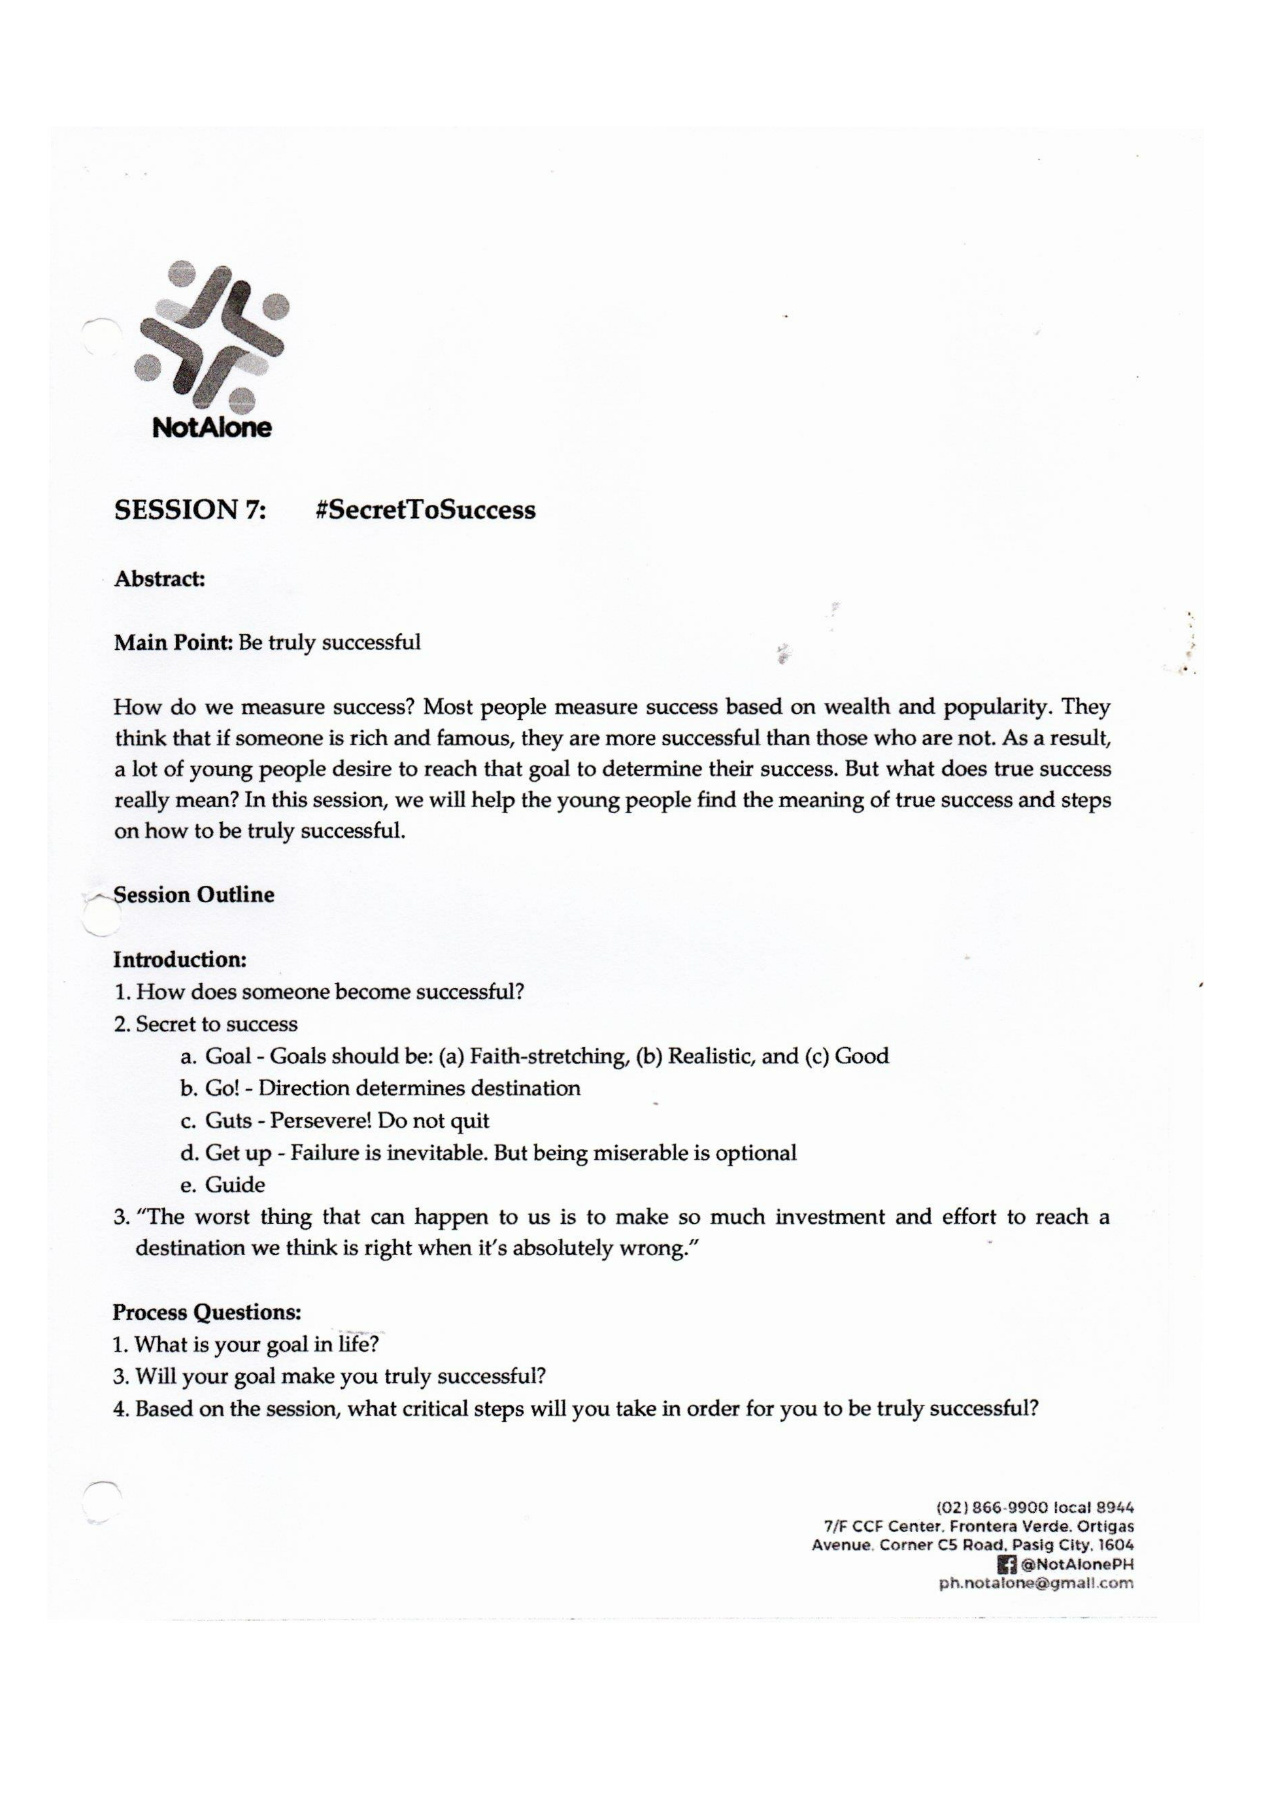 NotAlone
SESSION 7: #SecretToSuccess
Abstract:
Main Point: Be truly successful
How do we measure success? Most people measure success based on wealth and popularity. They
think that if someone is rich and famous, they are more successful than those who are not. As a result,
a lot of young people desire to reach that goal to determine their success. But what does true success
really mean? In this session, we will help the young people find the meaning of true success and steps
on how to be truly successful.
Session Outline
Introduction:
1. How does someone become successful?
2. Secret to success
a. Goal - Goals should be: (a) Faith-stretching, (b) Realistic, and (c) Good
b. Go! - Direction determines destination
c. Guts - Persevere! Do not quit
d. Get up - Failure is inevitable. But being miserable is optional
e. Guide
3. “The worst thing that can happen to us is to make so much investment and effort to reach a
destination we think is right when it’s absolutely wrong.”
Process Questions:
1. What is your goal in life?
3. Will your goal make you truly successful?
4. Based on the session, what critical steps will you take in order for you to be truly successful?
(02) 866-9900 local 8944
7/F CCF Center, Frontera Verde, Ortigas
Avenue, Corner C5 Road, Pasig City, 1604
@NotAlonePH
ph.notalone@gmail.com